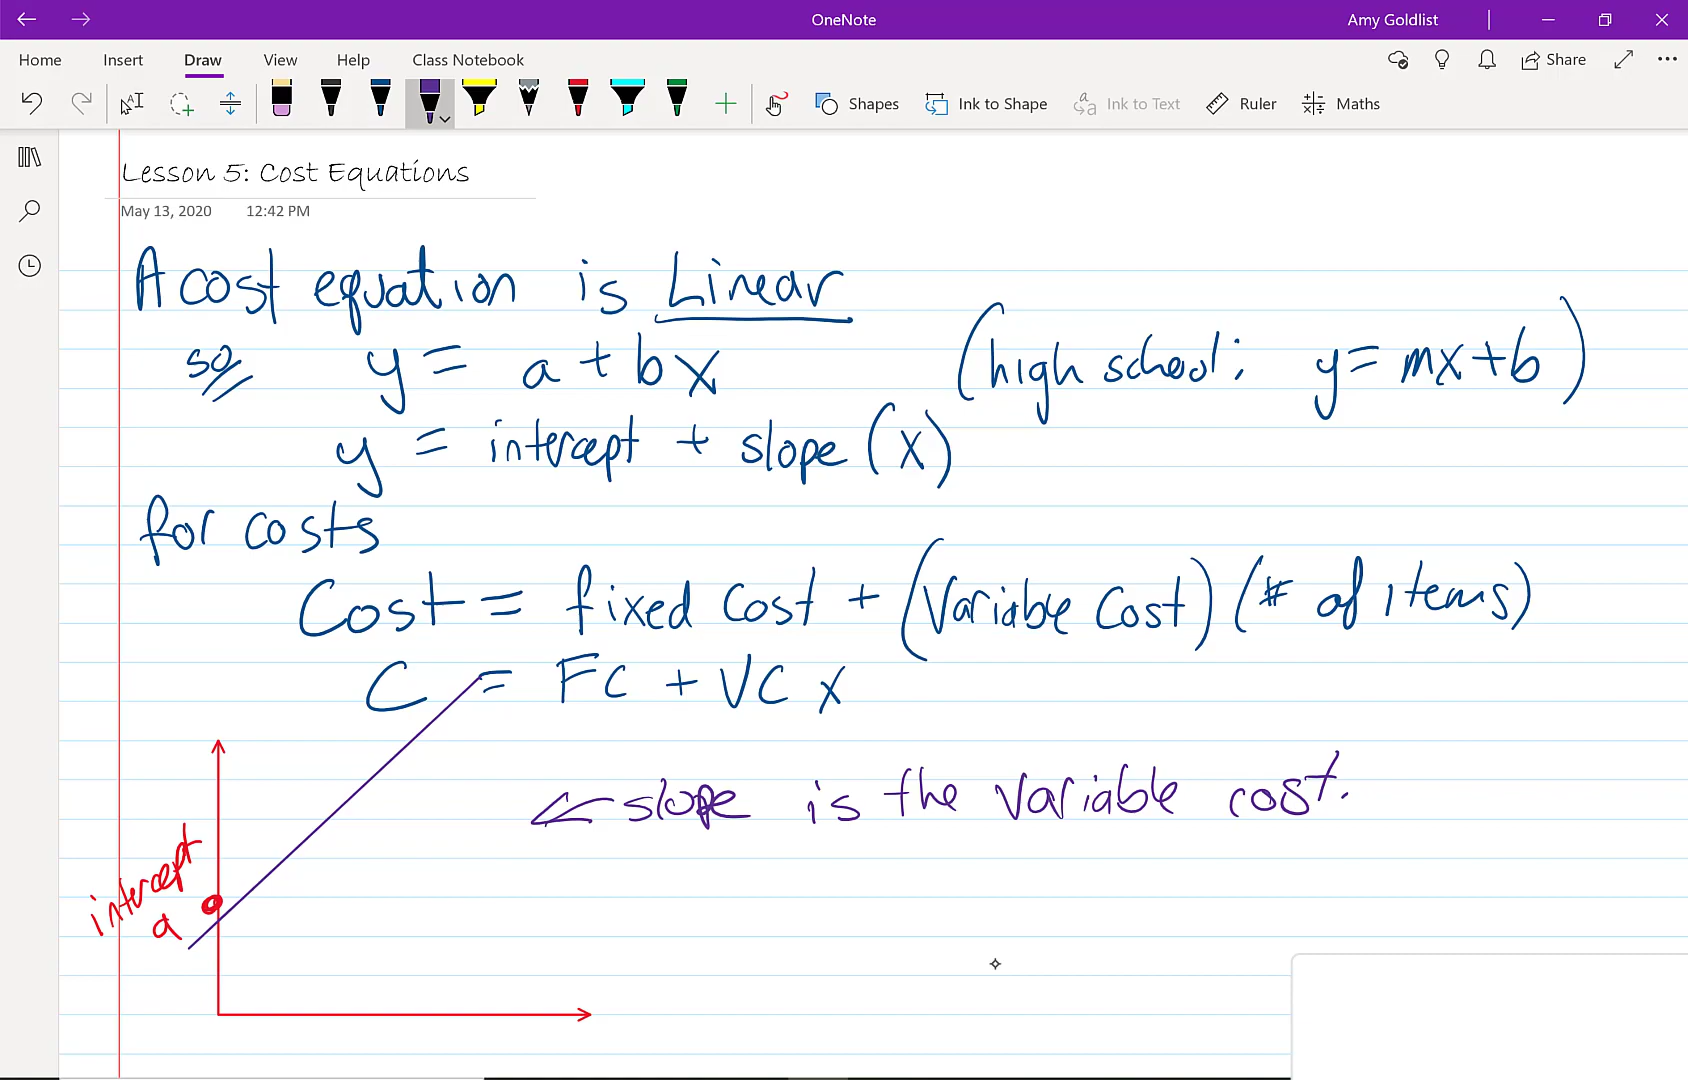 OneNote
Amy Goldlist
Home Insert Draw View Help Class Notebook Share
Shapes Ink to Shape Ink to Text Ruler Maths
Lesson 5: Cost Equations
May 13, 2020 12:42 PM
A cost equation is Linear
so y = a + bx (high school: y = mx + b)
y = intercept + slope (x)
for costs
Cost = fixed cost + (Variable Cost) (# of items)
C = FC + VC x
slope is the variable cost.
intercept
a